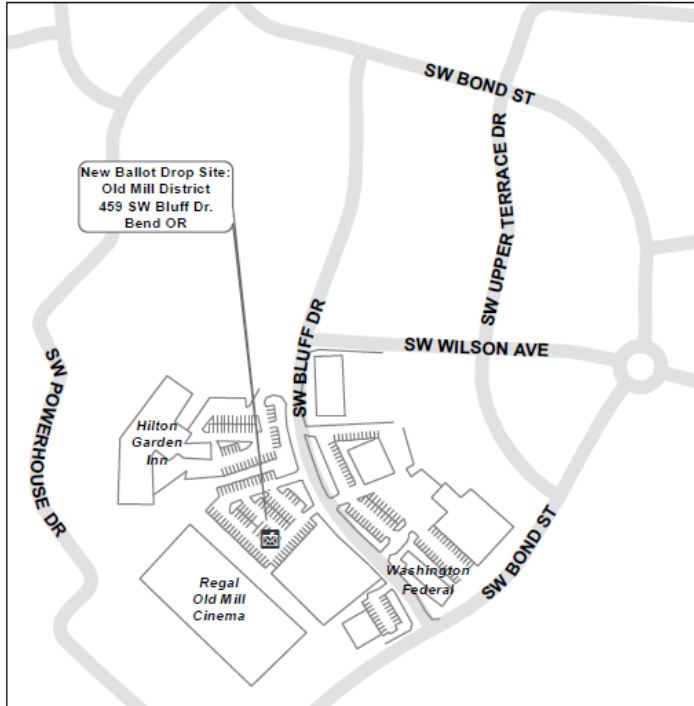 SW BOND ST
SW UPPER TERRACE DR
New Ballot Drop Site:
Old Mill District
459 SW Bluff Dr.
Bend OR
SW BLUFF DR
SW WILSON AVE
SW POWERHOUSE DR
Hilton
Garden
Inn
SW BOND ST
Washington
Federal
Regal
Old Mill
Cinema